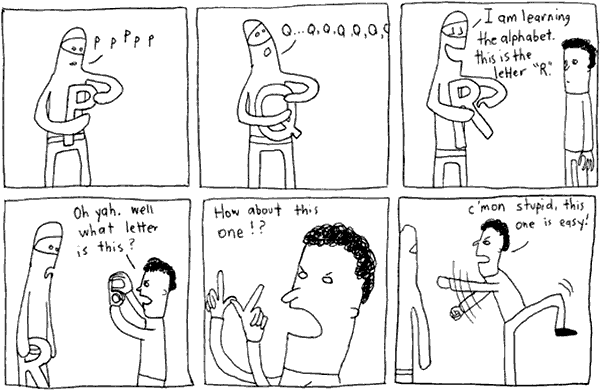 P P P P P
P
Q...Q,Q,Q,Q,Q,Q
Q
I am learning
the alphabet.
this is the
letter "R".
R
Oh yah. well
what letter
is this?
R
B
How about this
one!?
c'mon stupid, this
one is easy!